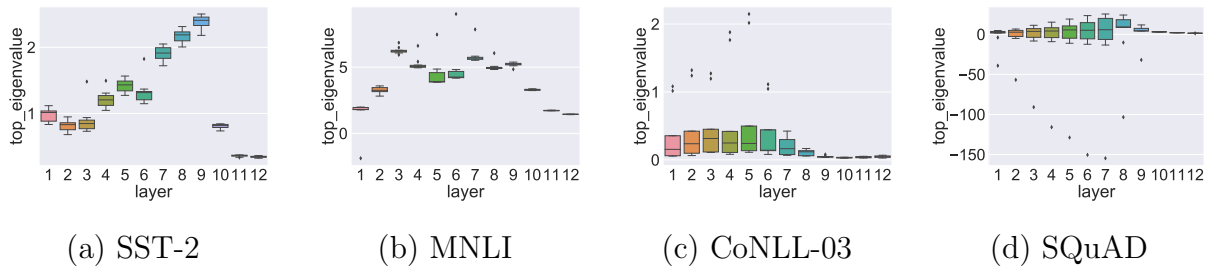 top_eigenvalue
2
1
1 2 3 4 5 6 7 8 9 10 11 12
layer
(a) SST-2
top_eigenvalue
5
0
1 2 3 4 5 6 7 8 9 10 11 12
layer
(b) MNLI
top_eigenvalue
2
1
0
1 2 3 4 5 6 7 8 9 10 11 12
layer
(c) CoNLL-03
top_eigenvalue
0
−50
−100
−150
1 2 3 4 5 6 7 8 9 10 11 12
layer
(d) SQuAD